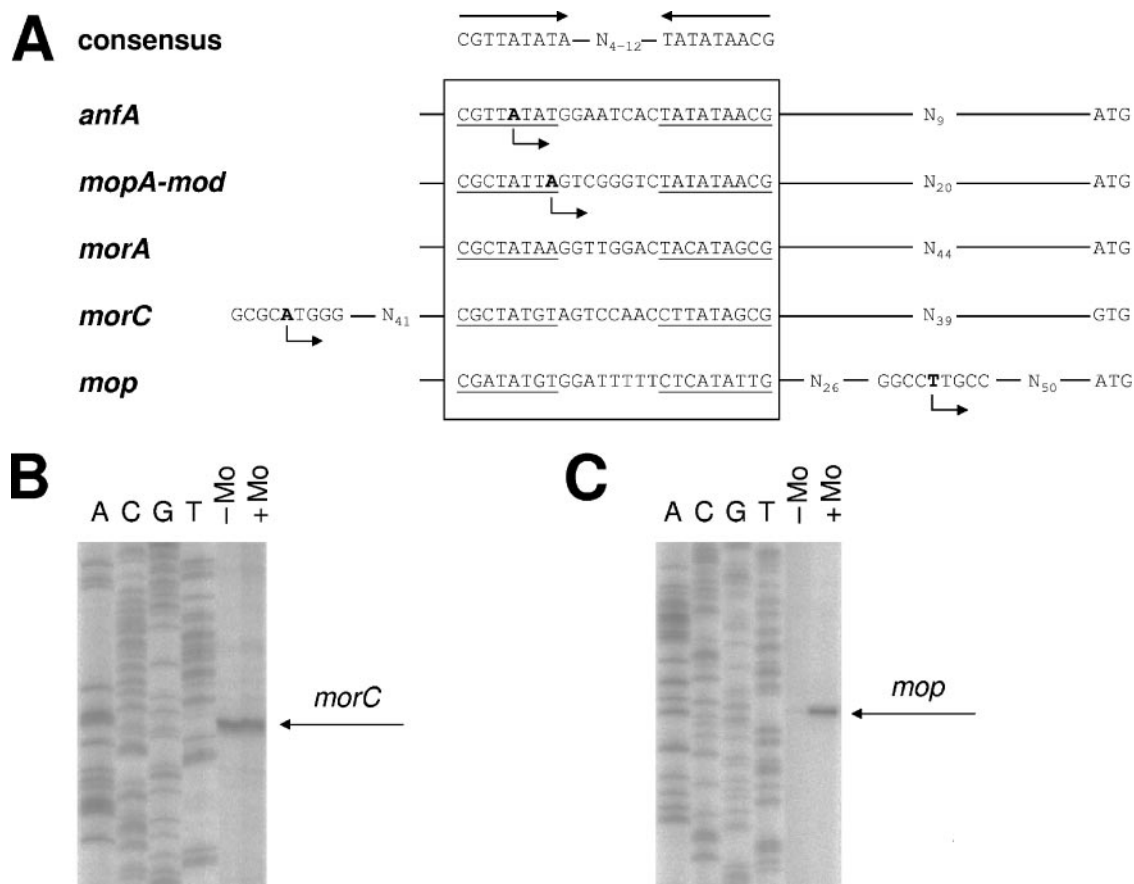 A consensus CGTTATATA N4-12 TATATAACG
anfA CGTTATATGGAATCACTATATAACG N9 ATG
mopA-mod CGCTATTAGTCGGGTCTATATAACG N20 ATG
morA CGCTATAAGGTTGGACTACATAGCG N44 ATG
morC GCGCATGGG N41 CGCTATGTAGTCCAACCTTATAGCG N39 GTG
mop CGATATGTGGATTTTTCTCATATTG N26 GGCCTTGCC N50 ATG
B A C G T –Mo +Mo
morC
C A C G T –Mo +Mo
mop